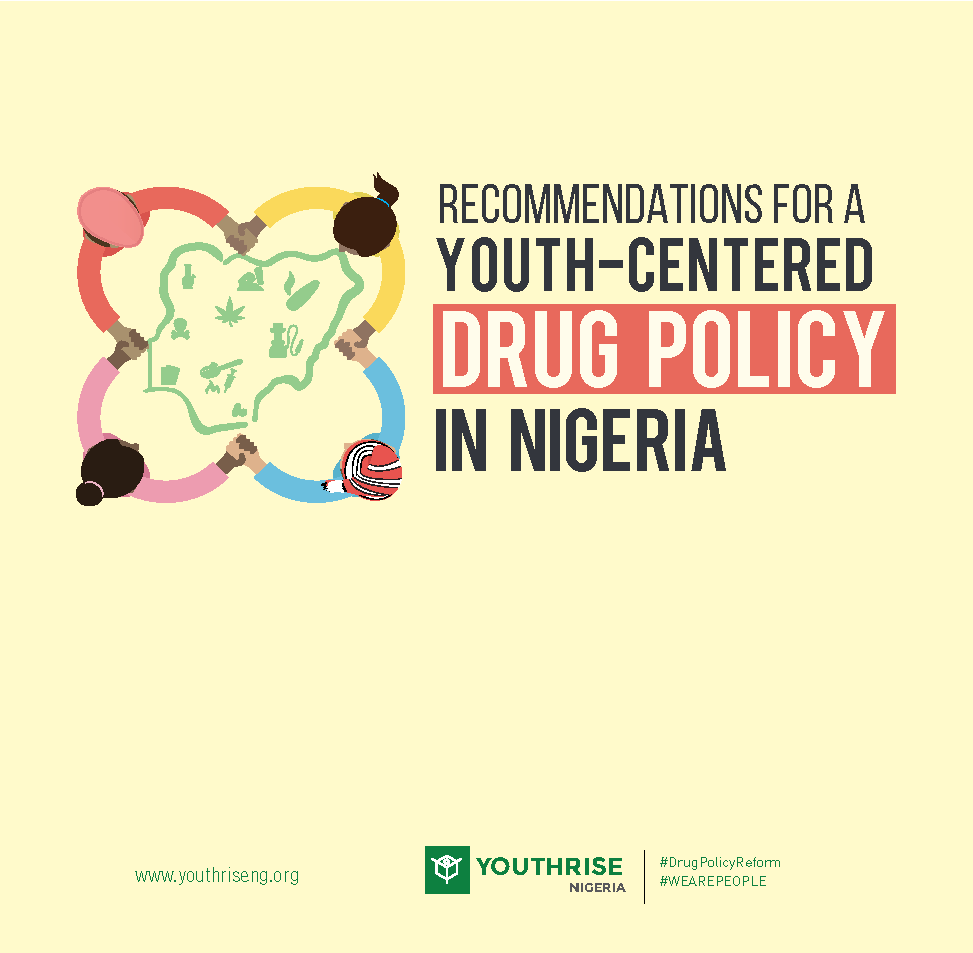 RECOMMENDATIONS FOR A
YOUTH-CENTERED
DRUG POLICY
IN NIGERIA
www.youthriseng.org
YOUTHRISE
NIGERIA
#DrugPolicyReform
#WEAREPEOPLE